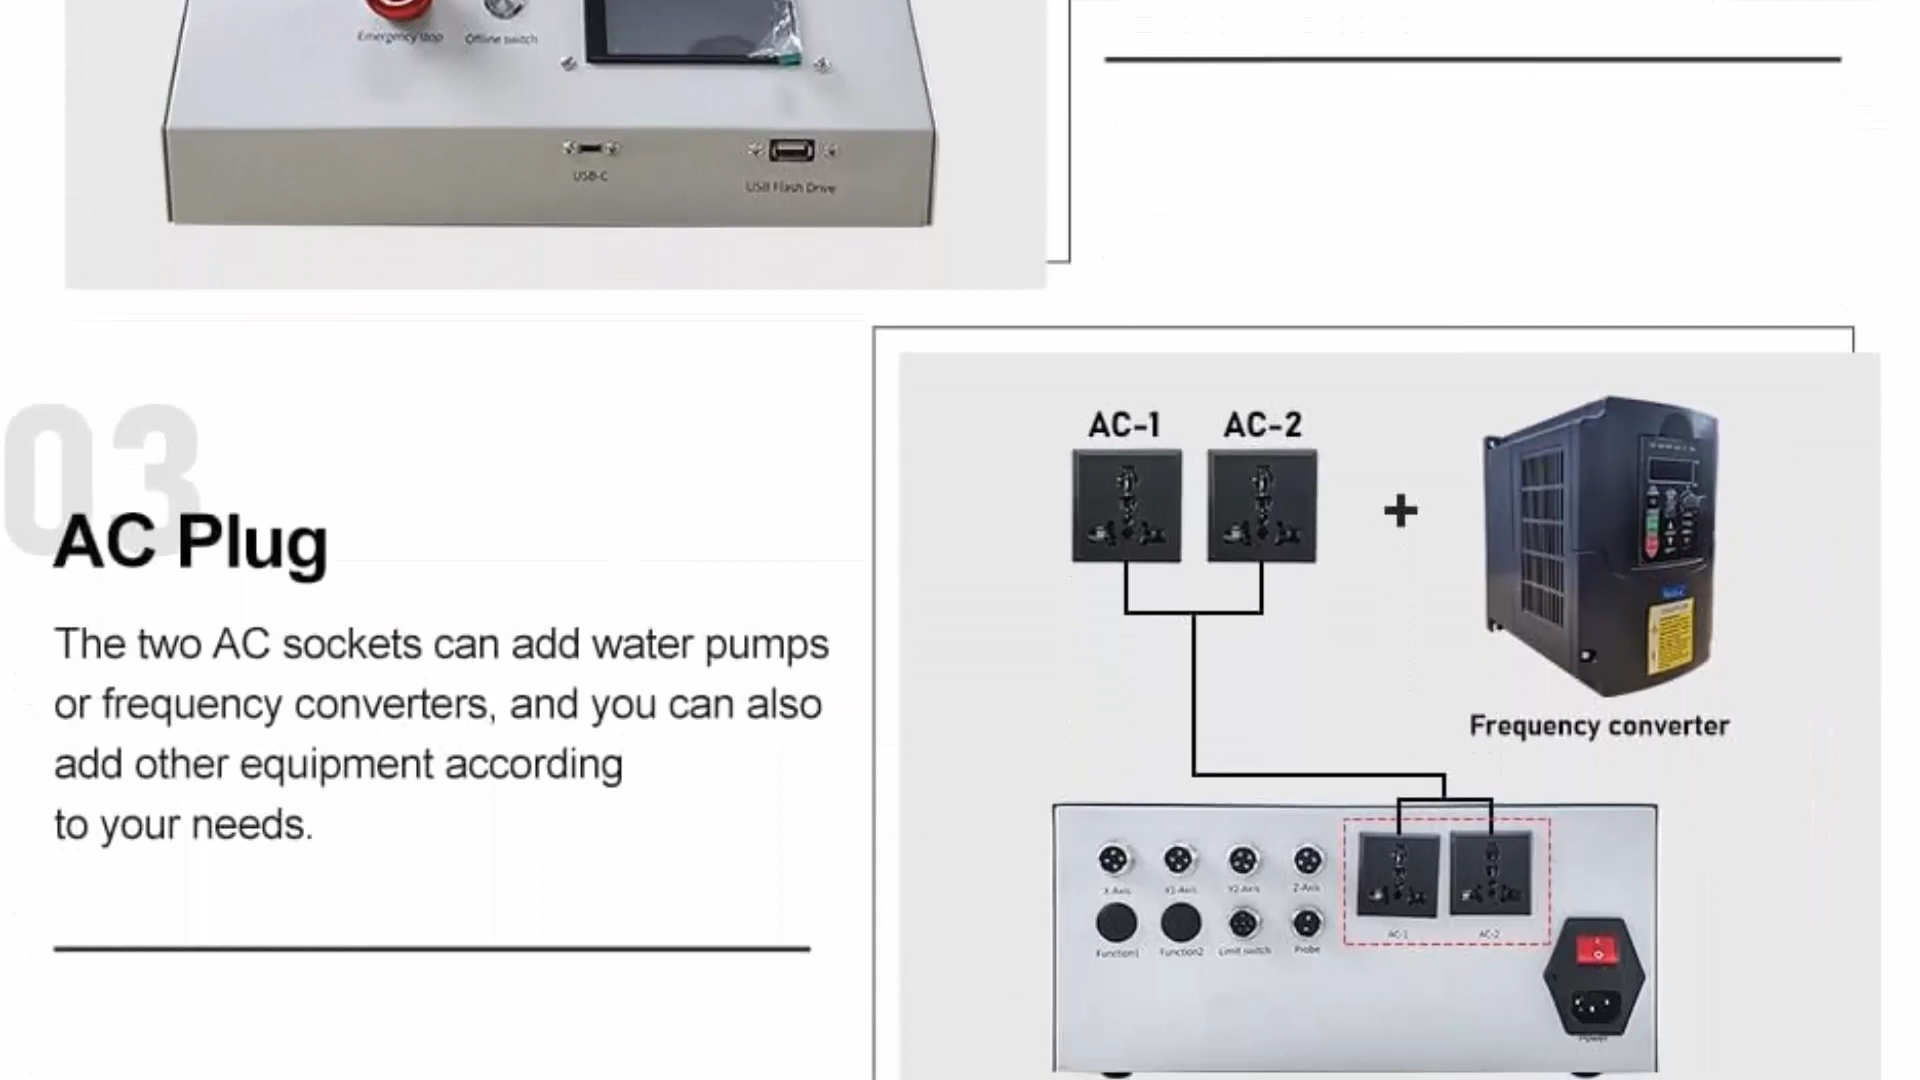 Emergency stop
Offline switch
USB-C
USB Flash Drive
03
AC Plug
The two AC sockets can add water pumps
or frequency converters, and you can also
add other equipment according
to your needs.
AC-1
AC-2
+
Frequency converter
X-Axis
Y1-Axis
Y2-Axis
Z-Axis
Function1
Function2
Limit switch
Probe
AC-1
AC-2
Power